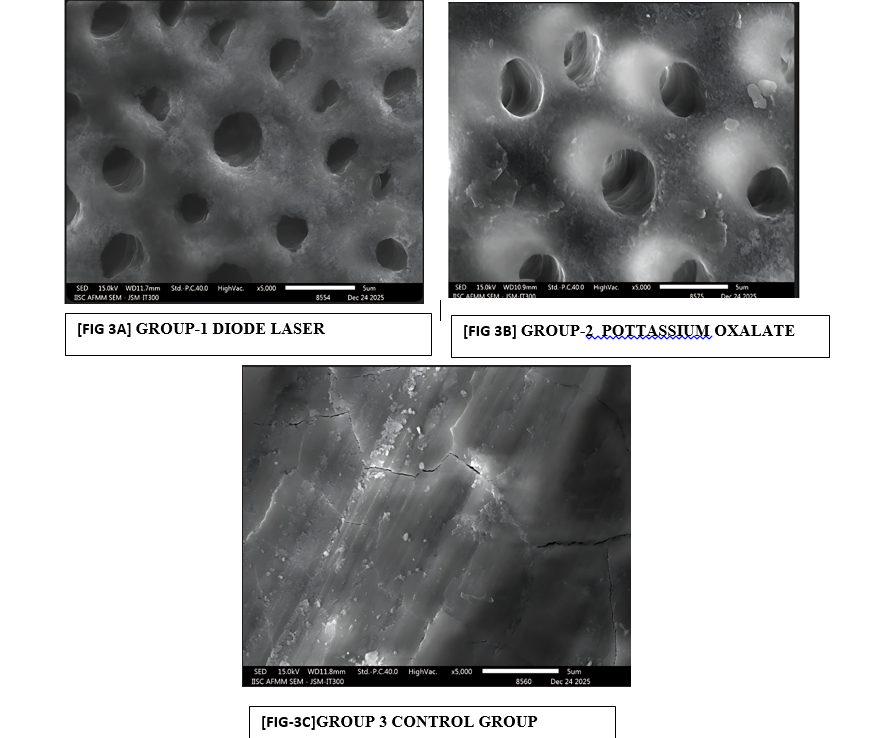 SED 15.0kV WD11.7mm Std.-P.C.40.0 HighVac. x5,000 5um
IISC AFMM SEM - JSM-IT300 8554 Dec 24 2025
SED 15.0kV WD10.9mm Std.-P.C.40.0 HighVac. x5,000 5um
IISC AFMM SEM - JSM-IT300 8575 Dec 24 2025
[FIG 3A] GROUP-1 DIODE LASER
[FIG 3B] GROUP-2 POTTASSIUM OXALATE
SED 15.0kV WD11.8mm Std.-P.C.40.0 HighVac. x5,000 5um
IISC AFMM SEM - JSM-IT300 8560 Dec 24 2025
[FIG-3C]GROUP 3 CONTROL GROUP